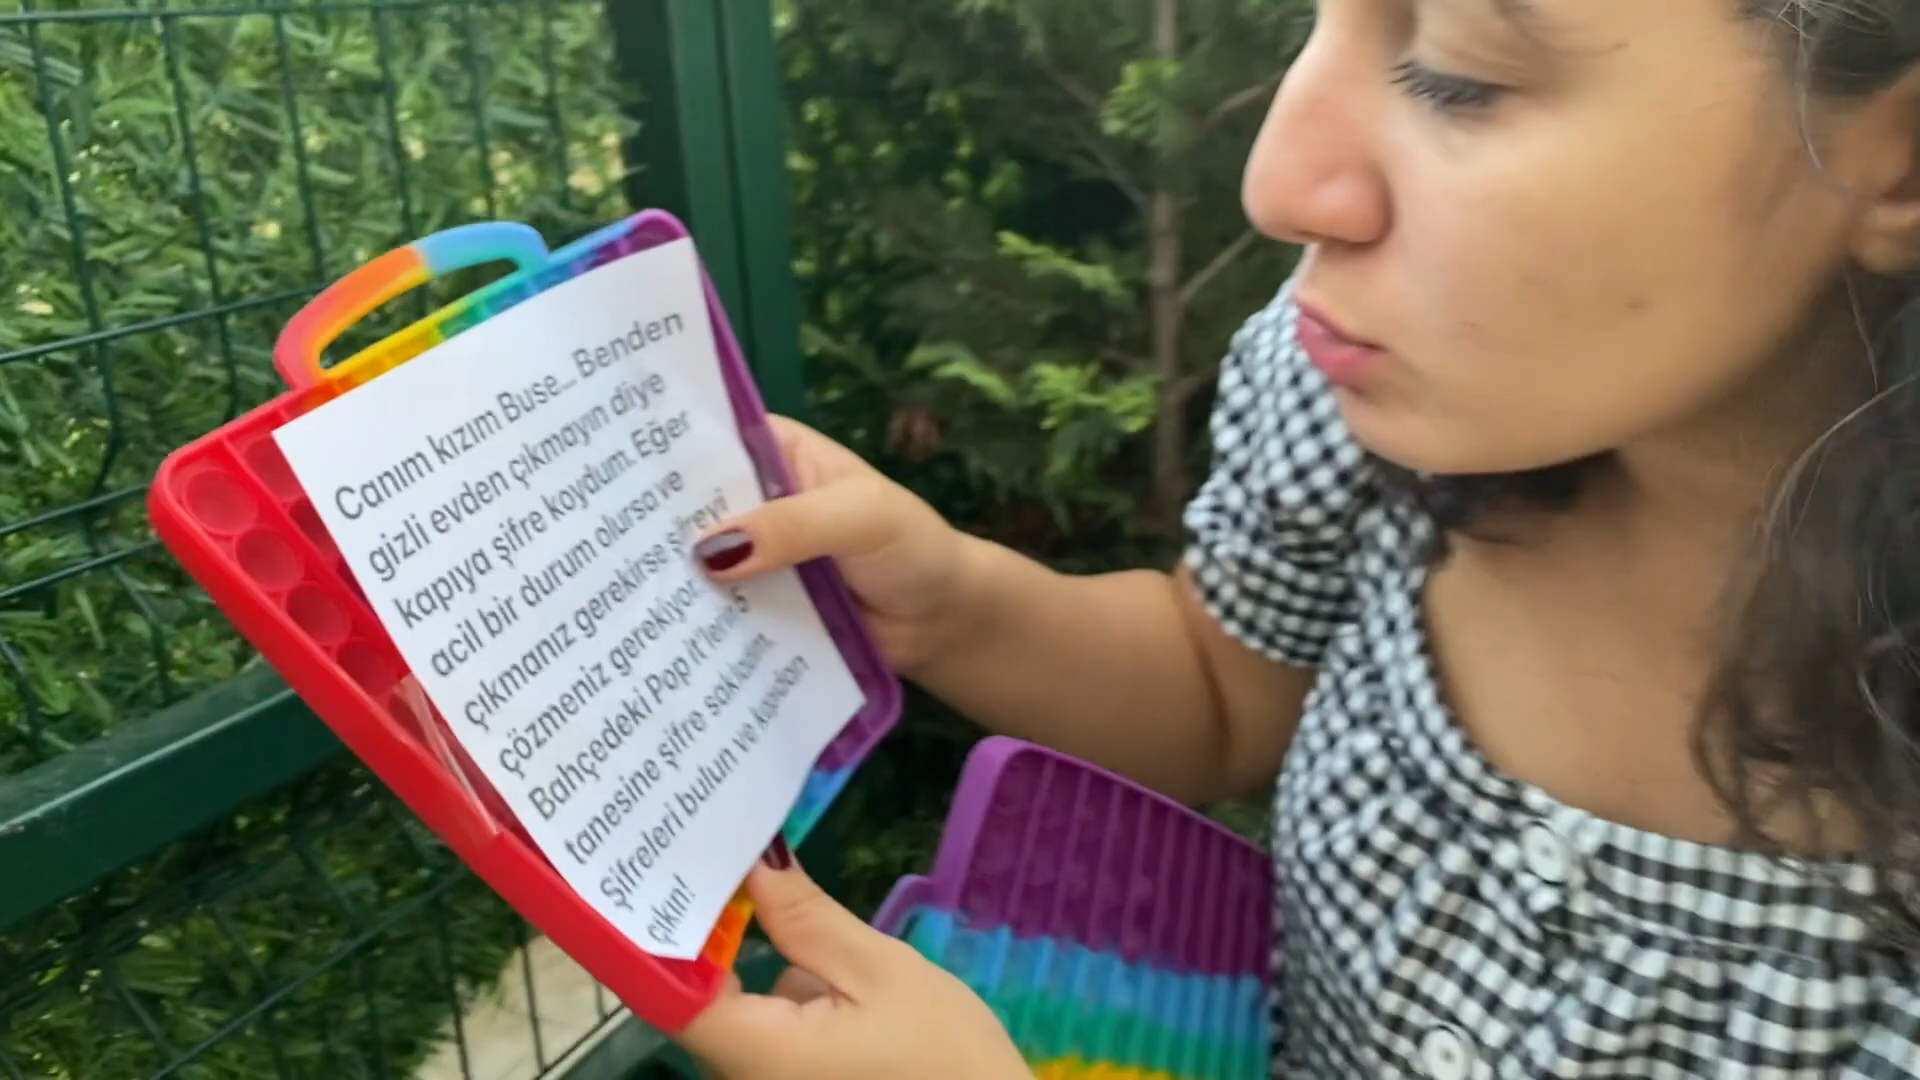 Canım kızım Buse... Benden
gizli evden çıkmayın diye
kapıya şifre koydum. Eğer
acil bir durum olursa ve
çıkmanız gerekirse şifreyi
çözmeniz gerekiyor.
Bahçedeki Pop it'lerin 5
tanesine şifre sakladım.
Şifreleri bulun ve kapıdan
çıkın!